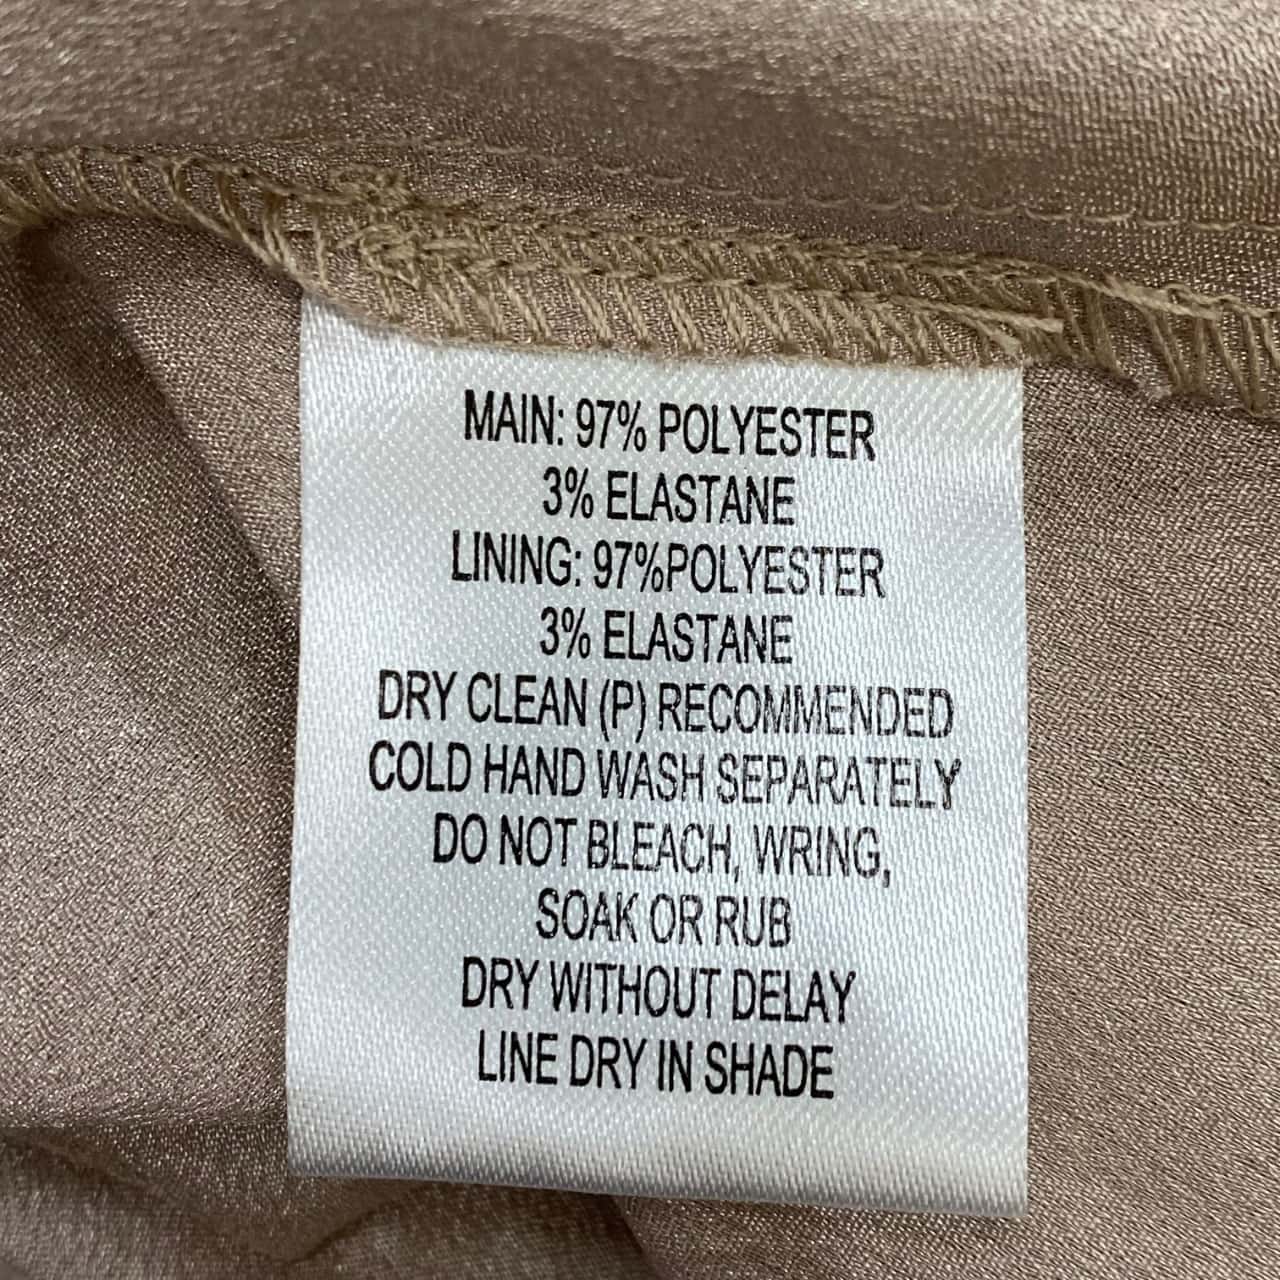 MAIN: 97% POLYESTER
3% ELASTANE
LINING: 97%POLYESTER
3% ELASTANE
DRY CLEAN (P) RECOMMENDED
COLD HAND WASH SEPARATELY
DO NOT BLEACH, WRING,
SOAK OR RUB
DRY WITHOUT DELAY
LINE DRY IN SHADE